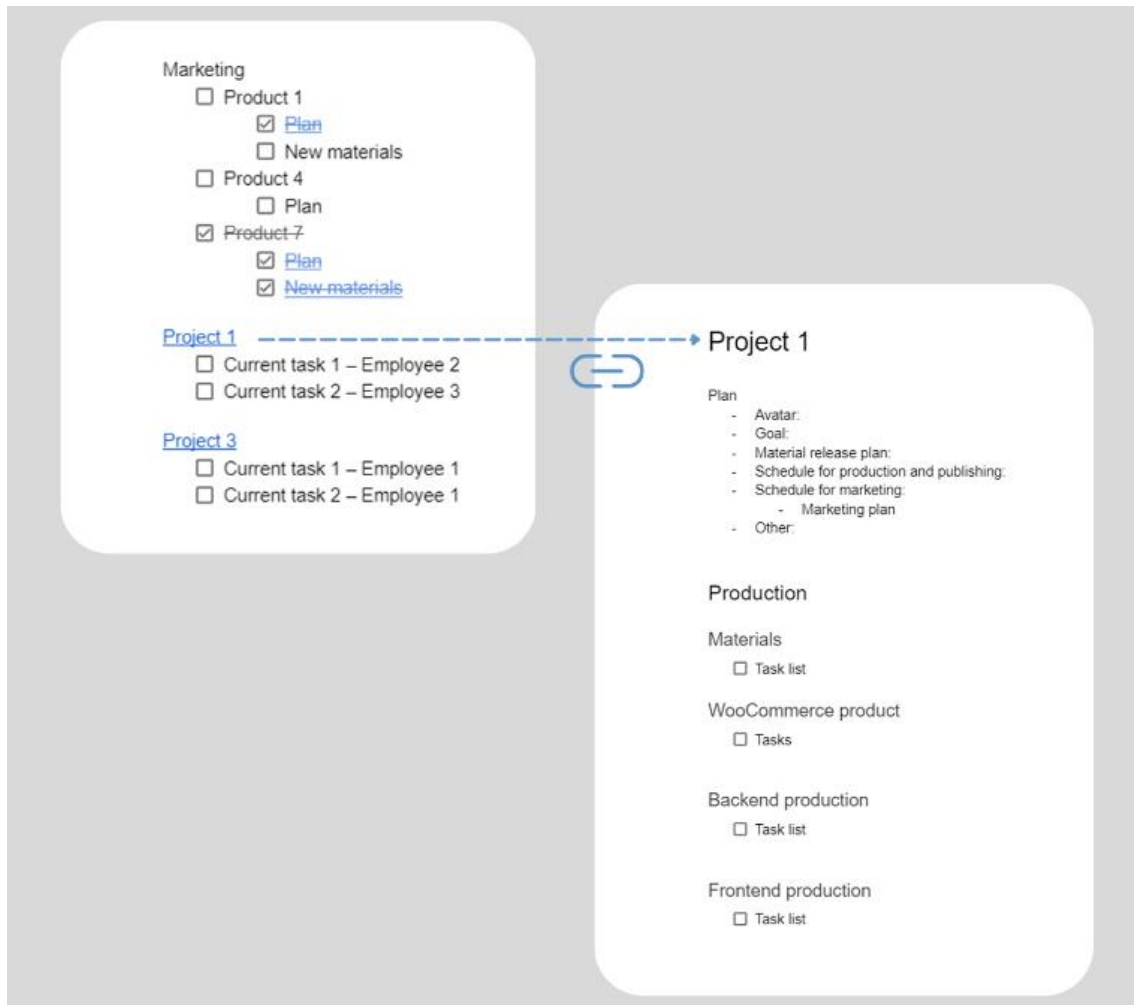 Marketing
Product 1
Plan
New materials
Product 4
Plan
Product 7
Plan
New materials
Project 1
Current task 1 – Employee 2
Current task 2 – Employee 3
Project 3
Current task 1 – Employee 1
Current task 2 – Employee 1
Project 1
Plan
- Avatar:
- Goal:
- Material release plan:
- Schedule for production and publishing:
- Schedule for marketing:
- Marketing plan
- Other:
Production
Materials
Task list
WooCommerce product
Tasks
Backend production
Task list
Frontend production
Task list